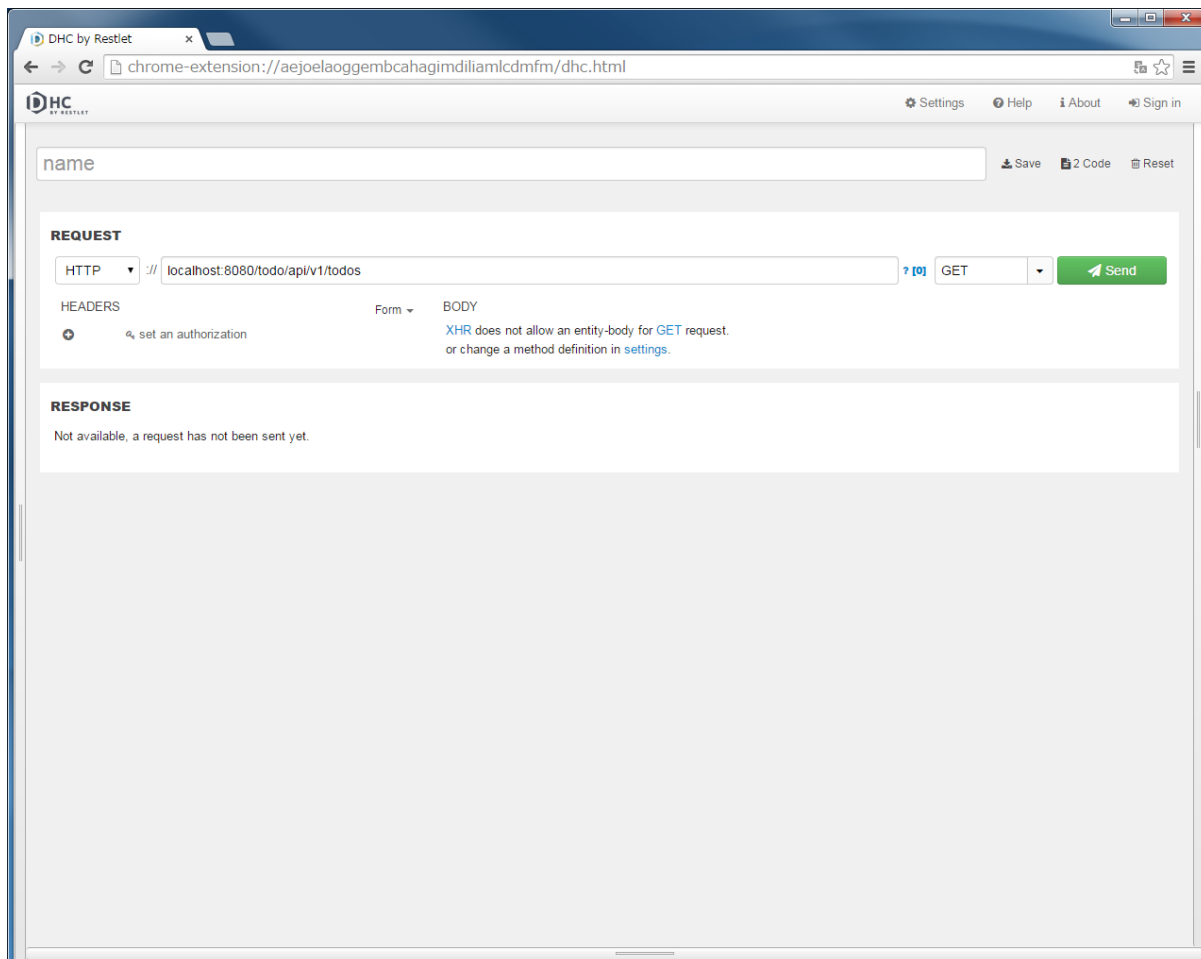 DHC by Restlet
chrome-extension://aejoelaoggembcahagimdiliamlcdmfm/dhc.html
DHC Settings Help About Sign in
BY RESTLET
name Save 2 Code Reset
REQUEST
HTTP :// localhost:8080/todo/api/v1/todos ? [0] GET Send
HEADERS Form BODY
set an authorization XHR does not allow an entity-body for GET request.
or change a method definition in settings.
RESPONSE
Not available, a request has not been sent yet.